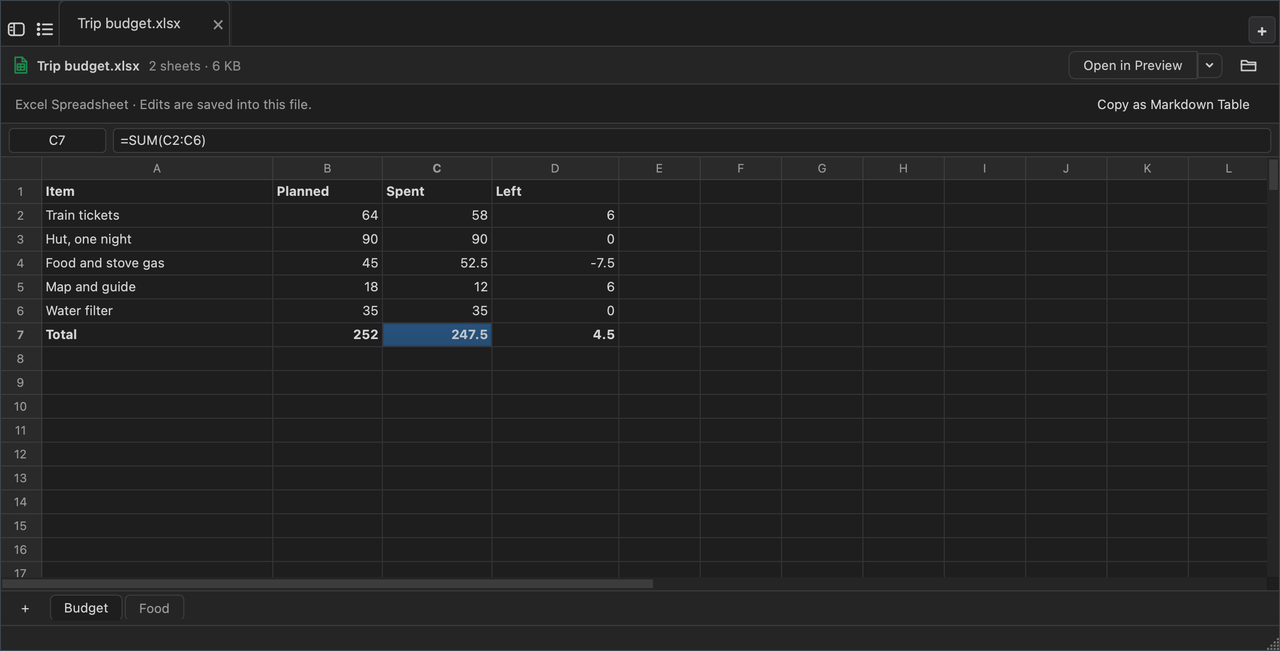 Trip budget.xlsx
Trip budget.xlsx 2 sheets · 6 KB Open in Preview
Excel Spreadsheet · Edits are saved into this file. Copy as Markdown Table
C7 =SUM(C2:C6)
A B C D E F G H I J K L
1 Item Planned Spent Left
2 Train tickets 64 58 6
3 Hut, one night 90 90 0
4 Food and stove gas 45 52.5 -7.5
5 Map and guide 18 12 6
6 Water filter 35 35 0
7 Total 252 247.5 4.5
8
9
10
11
12
13
14
15
16
17
+ Budget Food